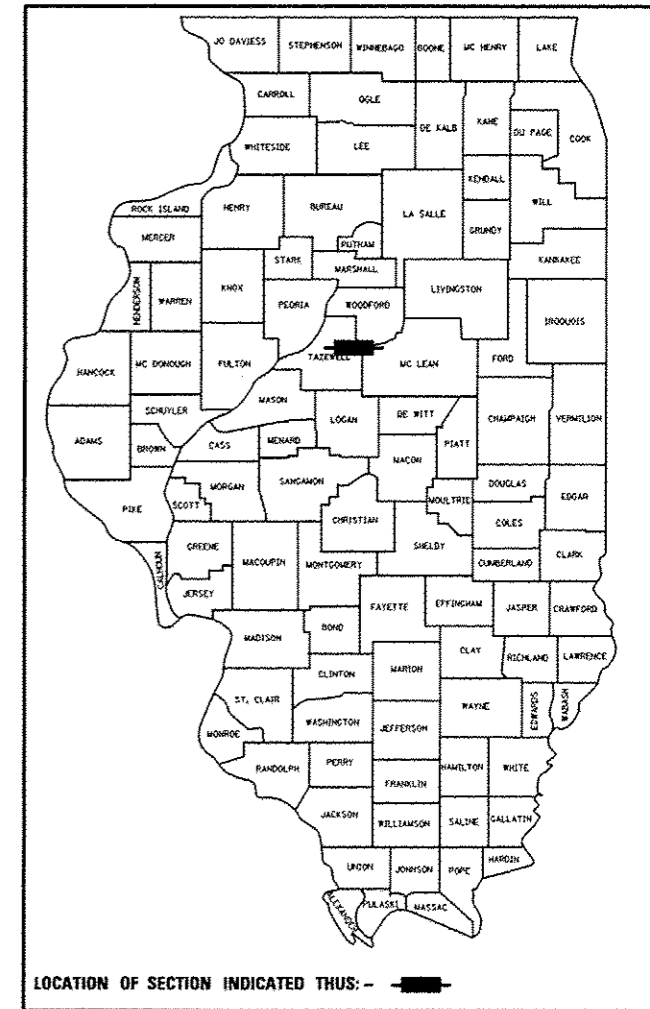 JO DAVIESS STEPHENSON WINNEBAGO BOONE MC HENRY LAKE
CARROLL OGLE DE KALB KAHE DU PAGE COOK
WHITESIDE LEE
KENDALL WILL
ROCK ISLAND HENRY BUREAU LA SALLE GRUNDY
MERCER PUTHAM
STARK MARSHALL KANKAKEE
HENDERSON WARREN KNOX PEORIA WOODFORD LIVINGSTON IROQUOIS
HANCOCK MC DONOUGH FULTON TAZEWELL MC LEAN FORD
MASON
SCHUYLER LOGAN DE WITT CHAMPAIGH VERMILION
ADAMS BROWN CASS MENARD PIATT
MACON
MORGAN SANGAMON DOUGLAS
PIKE SCOTT MOULTRIE EDGAR
CHRISTIAN COLES
GREENE SHELBY
CALHOUN MACOUPIN MONTGOMERY CUMBERLAND CLARK
JERSEY FAYETTE EFFINGHAM JASPER CRAWFORD
MADISON BOND
CLAY RICHLAND LAWRENCE
CLINTON MARION
ST. CLAIR WAYNE EDWARDS WABASH
MONROE WASHINGTON JEFFERSON
RANDOLPH PERRY HAMILTON WHITE
FRANKLIN
JACKSON WILLIAMSON SALINE GALLATIN
UNION JOHNSON POPE HARDIN
ALEXANDER PULASKI MASSAC
LOCATION OF SECTION INDICATED THUS: -